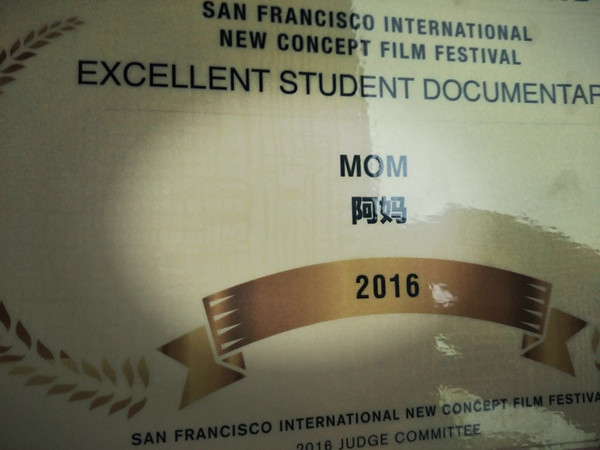 SAN FRANCISCO INTERNATIONAL
NEW CONCEPT FILM FESTIVAL
EXCELLENT STUDENT DOCUMENTAR
MOM
阿妈
2016
SAN FRANCISCO INTERNATIONAL NEW CONCEPT FILM FESTIVA
2016 JUDGE COMMITTEE